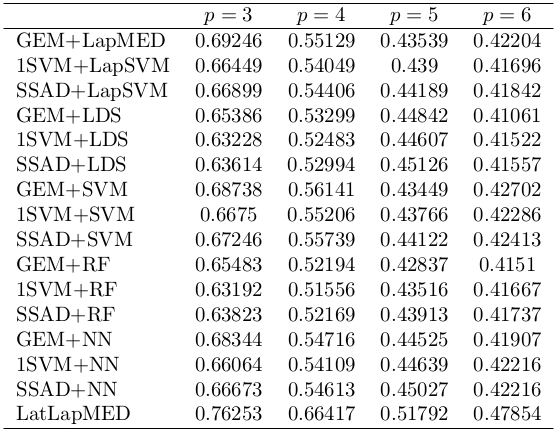 p = 3 p = 4 p = 5 p = 6
GEM+LapMED 0.69246 0.55129 0.43539 0.42204
1SVM+LapSVM 0.66449 0.54049 0.439 0.41696
SSAD+LapSVM 0.66899 0.54406 0.44189 0.41842
GEM+LDS 0.65386 0.53299 0.44842 0.41061
1SVM+LDS 0.63228 0.52483 0.44607 0.41522
SSAD+LDS 0.63614 0.52994 0.45126 0.41557
GEM+SVM 0.68738 0.56141 0.43449 0.42702
1SVM+SVM 0.6675 0.55206 0.43766 0.42286
SSAD+SVM 0.67246 0.55739 0.44122 0.42413
GEM+RF 0.65483 0.52194 0.42837 0.4151
1SVM+RF 0.63192 0.51556 0.43516 0.41667
SSAD+RF 0.63823 0.52169 0.43913 0.41737
GEM+NN 0.68344 0.54716 0.44525 0.41907
1SVM+NN 0.66064 0.54109 0.44639 0.42216
SSAD+NN 0.66673 0.54613 0.45027 0.42216
LatLapMED 0.76253 0.66417 0.51792 0.47854